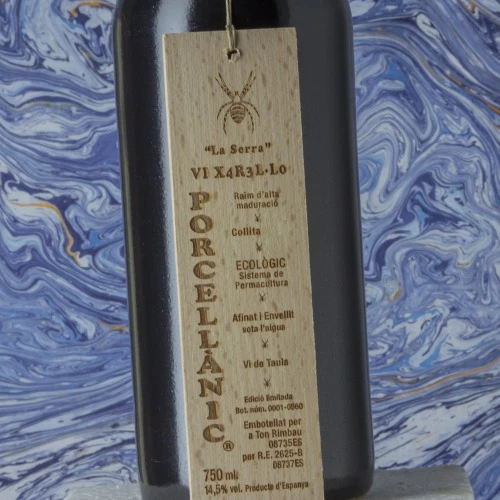 "La Serra"
VI X4R3L·Lo
PORCELLÀNIC®
Raïm d'alta
maduració
Collita
ECOLÒGIC
Sistema de
Permacultura
Afinat i Envellit
sota l'aigua
Vi de Taula
Edició limitada
Bot. núm. 0001-0960
Embotellat per
a Ton Rimbau
08735ES
per R.E. 2625-B
08737ES
750 ml
14,5% vol. Producte d'Espanya